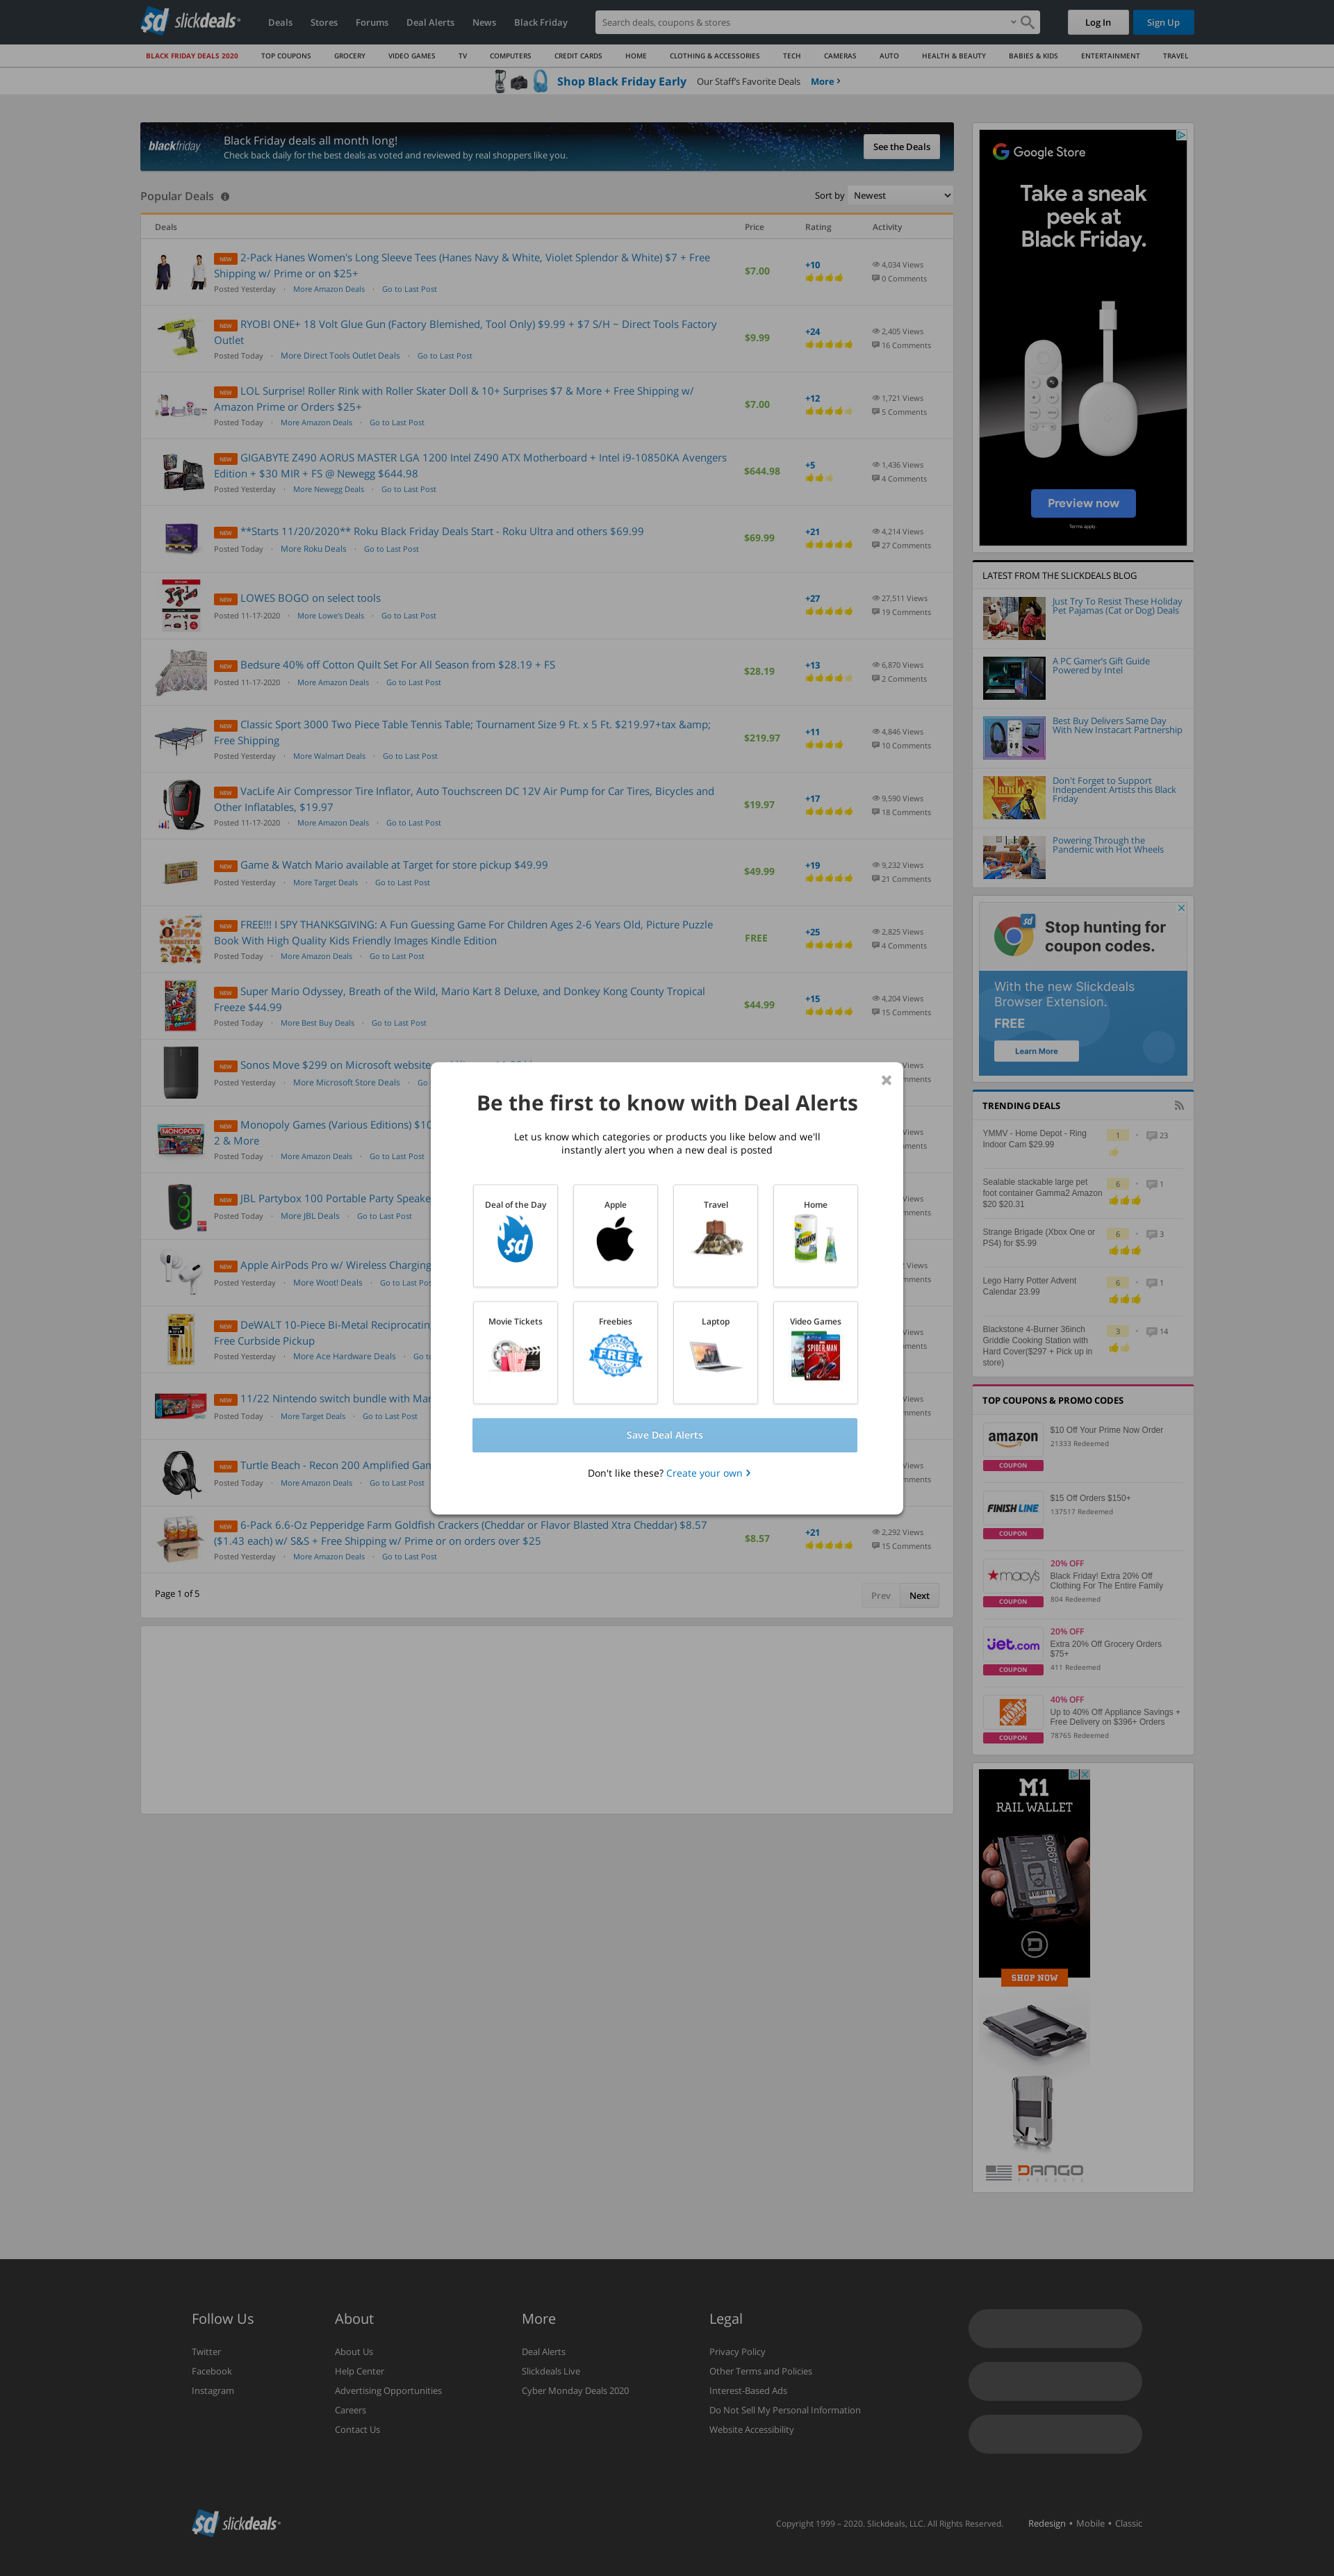 slickdeals
Deals
Stores
Forums
Deal Alerts
News
Black Friday
Search deals, coupons & stores
Log In
Sign Up
BLACK FRIDAY DEALS 2020
TOP COUPONS
GROCERY
VIDEO GAMES
TV
COMPUTERS
CREDIT CARDS
HOME
CLOTHING & ACCESSORIES
TECH
CAMERAS
AUTO
HEALTH & BEAUTY
BABIES & KIDS
ENTERTAINMENT
TRAVEL
Shop Black Friday Early Our Staff's Favorite Deals More
blackfriday
Black Friday deals all month long!
Check back daily for the best deals as voted and reviewed by real shoppers like you.
See the Deals
Popular Deals
Sort by Newest
Deals Price Rating Activity
NEW 2-Pack Hanes Women's Long Sleeve Tees (Hanes Navy & White, Violet Splendor & White) $7 + Free
Shipping w/ Prime or on $25+
Posted Yesterday · More Amazon Deals · Go to Last Post
$7.00
+10
4,034 Views
0 Comments
NEW RYOBI ONE+ 18 Volt Glue Gun (Factory Blemished, Tool Only) $9.99 + $7 S/H ~ Direct Tools Factory
Outlet
Posted Today · More Direct Tools Outlet Deals · Go to Last Post
$9.99
+24
2,405 Views
16 Comments
NEW LOL Surprise! Roller Rink with Roller Skater Doll & 10+ Surprises $7 & More + Free Shipping w/
Amazon Prime or Orders $25+
Posted Today · More Amazon Deals · Go to Last Post
$7.00
+12
1,721 Views
5 Comments
NEW GIGABYTE Z490 AORUS MASTER LGA 1200 Intel Z490 ATX Motherboard + Intel i9-10850KA Avengers
Edition + $30 MIR + FS @ Newegg $644.98
Posted Yesterday · More Newegg Deals · Go to Last Post
$644.98
+5
1,436 Views
4 Comments
NEW **Starts 11/20/2020** Roku Black Friday Deals Start - Roku Ultra and others $69.99
Posted Today · More Roku Deals · Go to Last Post
$69.99
+21
4,214 Views
27 Comments
NEW LOWES BOGO on select tools
Posted 11-17-2020 · More Lowe's Deals · Go to Last Post
+27
27,511 Views
19 Comments
NEW Bedsure 40% off Cotton Quilt Set For All Season from $28.19 + FS
Posted 11-17-2020 · More Amazon Deals · Go to Last Post
$28.19
+13
6,870 Views
2 Comments
NEW Classic Sport 3000 Two Piece Table Tennis Table; Tournament Size 9 Ft. x 5 Ft. $219.97+tax &amp;
Free Shipping
Posted Yesterday · More Walmart Deals · Go to Last Post
$219.97
+11
4,846 Views
10 Comments
NEW VacLife Air Compressor Tire Inflator, Auto Touchscreen DC 12V Air Pump for Car Tires, Bicycles and
Other Inflatables, $19.97
Posted 11-17-2020 · More Amazon Deals · Go to Last Post
$19.97
+17
9,590 Views
18 Comments
NEW Game & Watch Mario available at Target for store pickup $49.99
Posted Yesterday · More Target Deals · Go to Last Post
$49.99
+19
9,232 Views
21 Comments
NEW FREE!!! I SPY THANKSGIVING: A Fun Guessing Game For Children Ages 2-6 Years Old, Picture Puzzle
Book With High Quality Kids Friendly Images Kindle Edition
Posted Today · More Amazon Deals · Go to Last Post
FREE
+25
2,825 Views
4 Comments
NEW Super Mario Odyssey, Breath of the Wild, Mario Kart 8 Deluxe, and Donkey Kong County Tropical
Freeze $44.99
Posted Today · More Best Buy Deals · Go to Last Post
$44.99
+15
4,204 Views
15 Comments
NEW Sonos Move $299 on Microsoft website
Posted Yesterday · More Microsoft Store Deals · Go
Views
NEW Monopoly Games (Various Editions) $10
2 & More
Posted Today · More Amazon Deals · Go to Last Post
Views
NEW JBL Partybox 100 Portable Party Speake
Posted Today · More JBL Deals · Go to Last Post
Views
NEW Apple AirPods Pro w/ Wireless Charging
Posted Yesterday · More Woot! Deals · Go to Last Pos
Views
NEW DeWALT 10-Piece Bi-Metal Reciprocatin
Free Curbside Pickup
Posted Yesterday · More Ace Hardware Deals · Go t
Views
NEW 11/22 Nintendo switch bundle with Mar
Posted Today · More Target Deals · Go to Last Post
Views
NEW Turtle Beach - Recon 200 Amplified Gam
Posted Today · More Amazon Deals · Go to Last Post
Views
NEW 6-Pack 6.6-Oz Pepperidge Farm Goldfish Crackers (Cheddar or Flavor Blasted Xtra Cheddar) $8.57
($1.43 each) w/ S&S + Free Shipping w/ Prime or on orders over $25
Posted Yesterday · More Amazon Deals · Go to Last Post
$8.57
+21
2,292 Views
15 Comments
Page 1 of 5
Prev Next
Be the first to know with Deal Alerts
Let us know which categories or products you like below and we'll
instantly alert you when a new deal is posted
Deal of the Day
Apple
Travel
Home
Movie Tickets
Freebies
FREE
Laptop
Video Games
SPIDER-MAN
Save Deal Alerts
Don't like these? Create your own
Google Store
Take a sneak
peek at
Black Friday.
Preview now
Terms apply.
LATEST FROM THE SLICKDEALS BLOG
Just Try To Resist These Holiday
Pet Pajamas (Cat or Dog) Deals
A PC Gamer's Gift Guide
Powered by Intel
Best Buy Delivers Same Day
With New Instacart Partnership
Don't Forget to Support
Independent Artists this Black
Friday
Powering Through the
Pandemic with Hot Wheels
Stop hunting for
coupon codes.
With the new Slickdeals
Browser Extension.
FREE
Learn More
TRENDING DEALS
YMMV - Home Depot - Ring
Indoor Cam $29.99
1 · 23
Sealable stackable large pet
foot container Gamma2 Amazon
$20 $20.31
6 · 1
Strange Brigade (Xbox One or
PS4) for $5.99
6 · 3
Lego Harry Potter Advent
Calendar 23.99
6 · 1
Blackstone 4-Burner 36inch
Griddle Cooking Station with
Hard Cover($297 + Pick up in
store)
3 · 14
TOP COUPONS & PROMO CODES
amazon
COUPON
$10 Off Your Prime Now Order
21333 Redeemed
FINISH LINE
COUPON
$15 Off Orders $150+
137517 Redeemed
macy's
COUPON
20% OFF
Black Friday! Extra 20% Off
Clothing For The Entire Family
804 Redeemed
jet.com
COUPON
20% OFF
Extra 20% Off Grocery Orders
$75+
411 Redeemed
COUPON
40% OFF
Up to 40% Off Appliance Savings +
Free Delivery on $396+ Orders
78765 Redeemed
M1
RAIL WALLET
SHOP NOW
DANGO
Follow Us
Twitter
Facebook
Instagram
About
About Us
Help Center
Advertising Opportunities
Careers
Contact Us
More
Deal Alerts
Slickdeals Live
Cyber Monday Deals 2020
Legal
Privacy Policy
Other Terms and Policies
Interest-Based Ads
Do Not Sell My Personal Information
Website Accessibility
slickdeals
Copyright 1999 – 2020. Slickdeals, LLC. All Rights Reserved.
Redesign • Mobile • Classic